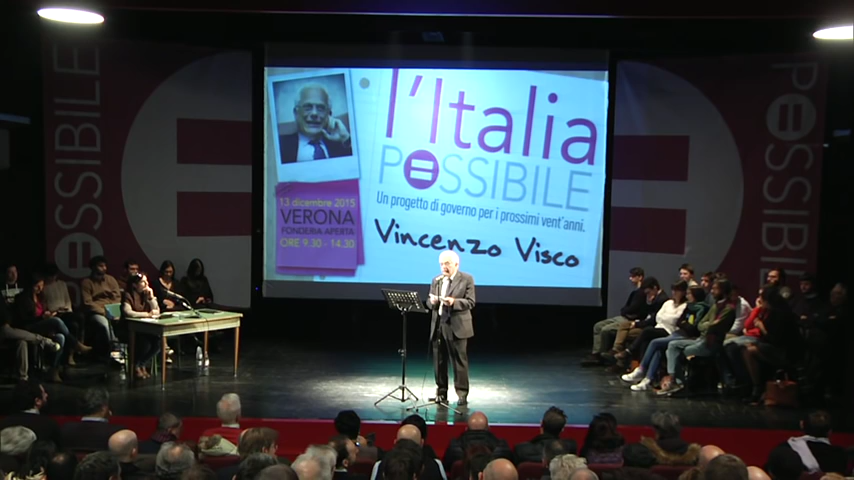 l'Italia
POSSIBILE
Un progetto di governo per i prossimi vent'anni.
Vincenzo Visco
13 dicembre 2015
VERONA
FONDERIA APERTA
ORE 9.30 - 14.30
POSSIBILE
POSSIBILE